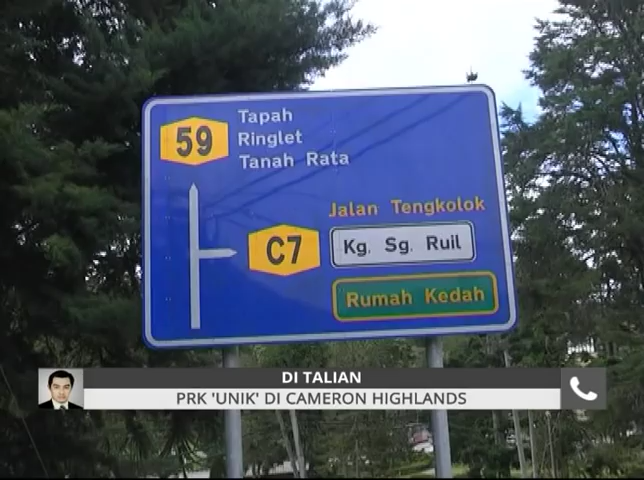 59
Tapah
Ringlet
Tanah Rata
Jalan Tengkolok
C7
Kg. Sg. Ruil
Rumah Kedah
DI TALIAN
PRK 'UNIK' DI CAMERON HIGHLANDS